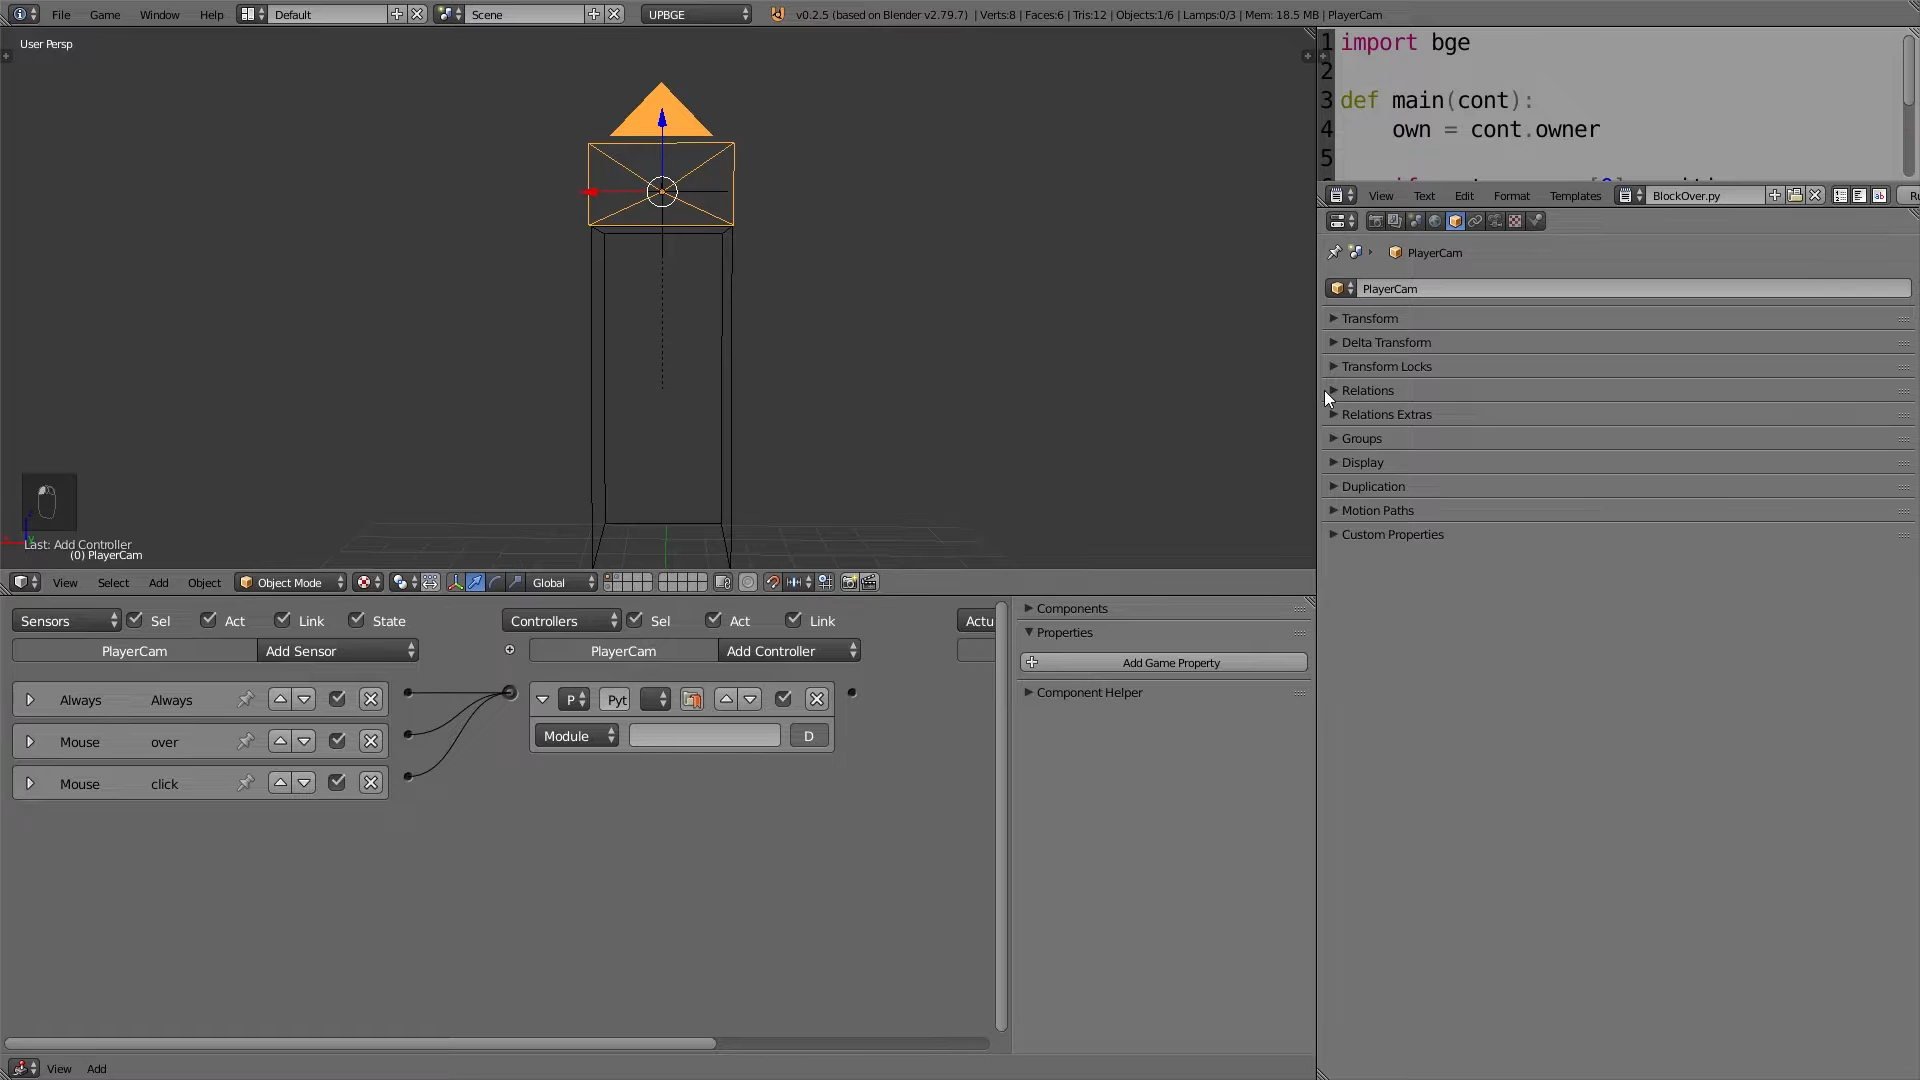 File Game Window Help Default Scene UPBGE v0.2.5 (based on Blender v2.79.7) | Verts:8 | Faces:6 | Tris:12 | Objects:1/6 | Lamps:0/3 | Mem: 18.5 MB | PlayerCam
User Persp
1 import bge
2
3 def main(cont):
4 own = cont.owner
5
View Text Edit Format Templates BlockOver.py
PlayerCam
PlayerCam
Transform
Delta Transform
Transform Locks
Relations
Relations Extras
Groups
Display
Duplication
Motion Paths
Custom Properties
Last: Add Controller
(0) PlayerCam
View Select Add Object Object Mode Global
Sensors Sel Act Link State Controllers Sel Act Link Actu
PlayerCam Add Sensor PlayerCam Add Controller
Always Always P Pyt
Mouse over Module D
Mouse click
Components
Properties
Add Game Property
Component Helper
View Add